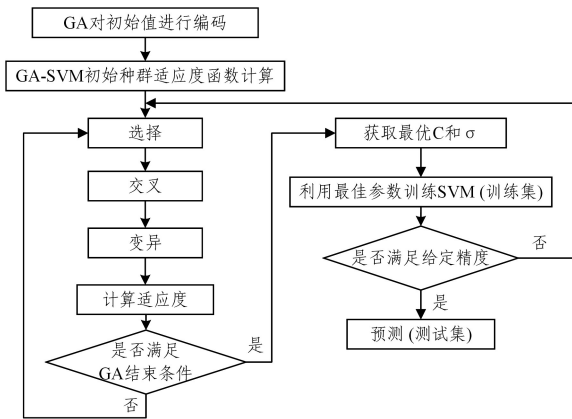 GA对初始值进行编码
GA-SVM初始种群适应度函数计算
选择
交叉
变异
计算适应度
是否满足
GA结束条件
是
否
获取最优C和σ
利用最佳参数训练SVM (训练集)
是否满足给定精度
否
是
预测 (测试集)